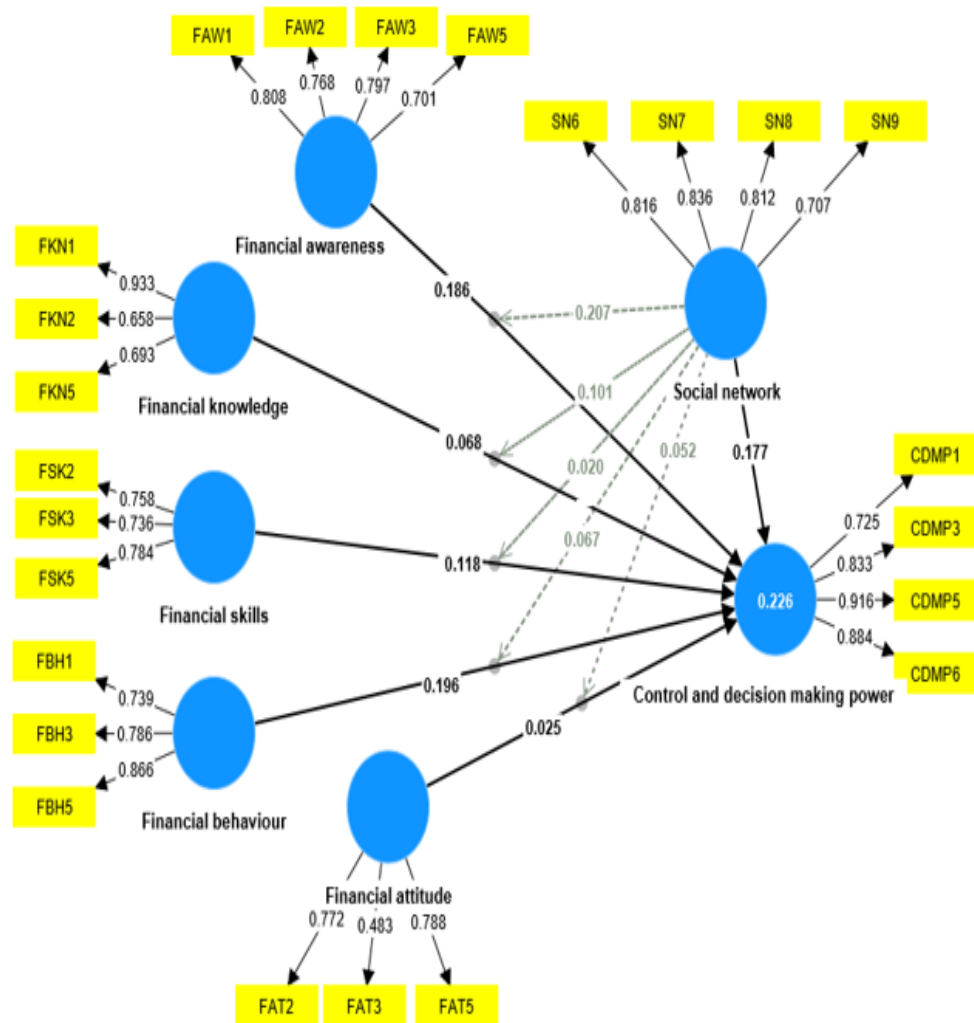 FAW1 FAW2 FAW3 FAW5
0.808 0.768 0.797 0.701
SN6 SN7 SN8 SN9
0.816 0.836 0.812 0.707
Financial awareness
FKN1
0.933
FKN2
0.658
0.693
FKN5
Financial knowledge
0.186
0.207
0.101
Social network
0.068
0.020
0.052
0.177
FSK2
0.758
FSK3
0.736
0.784
FSK5
Financial skills
0.118
0.067
CDMP1
0.725
CDMP3
0.833
0.226
0.916
CDMP5
0.884
CDMP6
Control and decision making power
FBH1
0.739
FBH3
0.786
0.866
FBH5
Financial behaviour
0.196
0.025
Financial attitude
0.772 0.483 0.788
FAT2 FAT3 FAT5